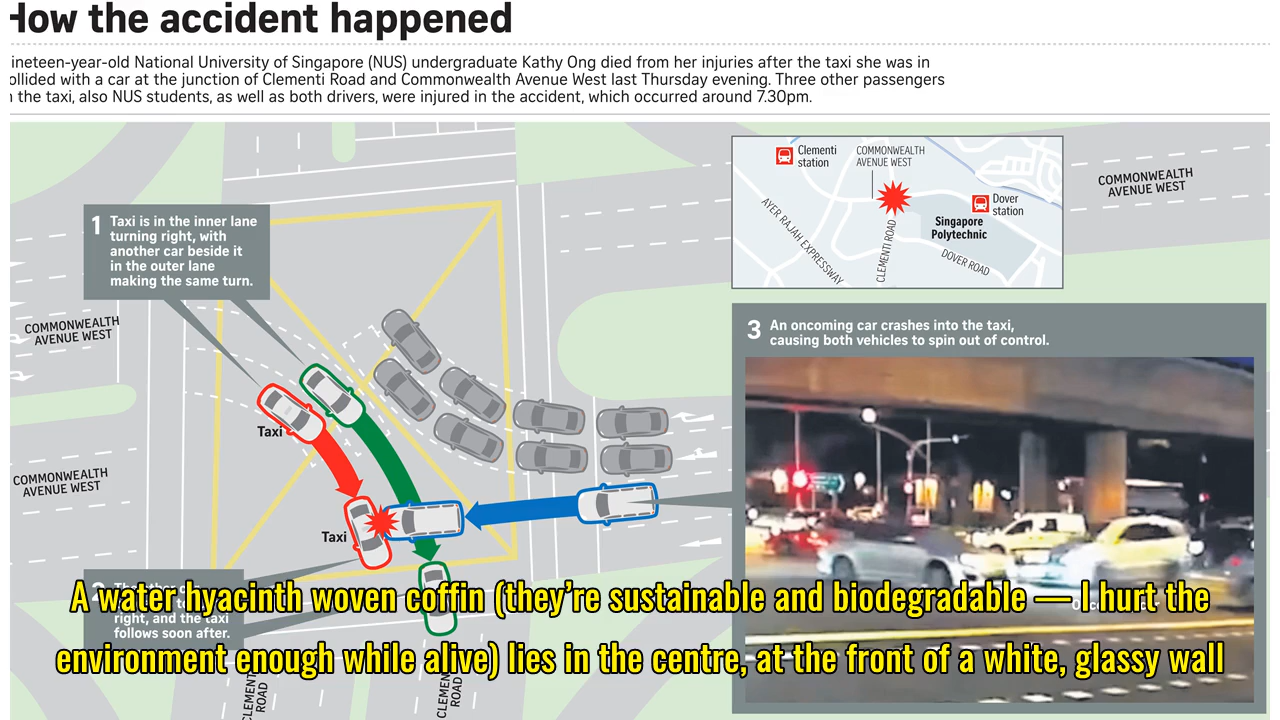 How the accident happened
ineteen-year-old National University of Singapore (NUS) undergraduate Kathy Ong died from her injuries after the taxi she was in
ollided with a car at the junction of Clementi Road and Commonwealth Avenue West last Thursday evening. Three other passengers
n the taxi, also NUS students, as well as both drivers, were injured in the accident, which occurred around 7.30pm.
Clementi
station
COMMONWEALTH
AVENUE WEST
Dover
station
Singapore
Polytechnic
AYER RAJAH EXPRESSWAY
CLEMENTI ROAD
DOVER ROAD
COMMONWEALTH
AVENUE WEST
1 Taxi is in the inner lane
turning right, with
another car beside it
in the outer lane
making the same turn.
COMMONWEALTH
AVENUE WEST
Taxi
COMMONWEALTH
AVENUE WEST
Taxi
3 An oncoming car crashes into the taxi,
causing both vehicles to spin out of control.
2 The other
right, and the taxi
follows soon after.
A water hyacinth woven coffin (they’re sustainable and biodegradable — I hurt the
environment enough while alive) lies in the centre, at the front of a white, glassy wall
CLEMENTI
ROAD
CLEMEN
ROAD